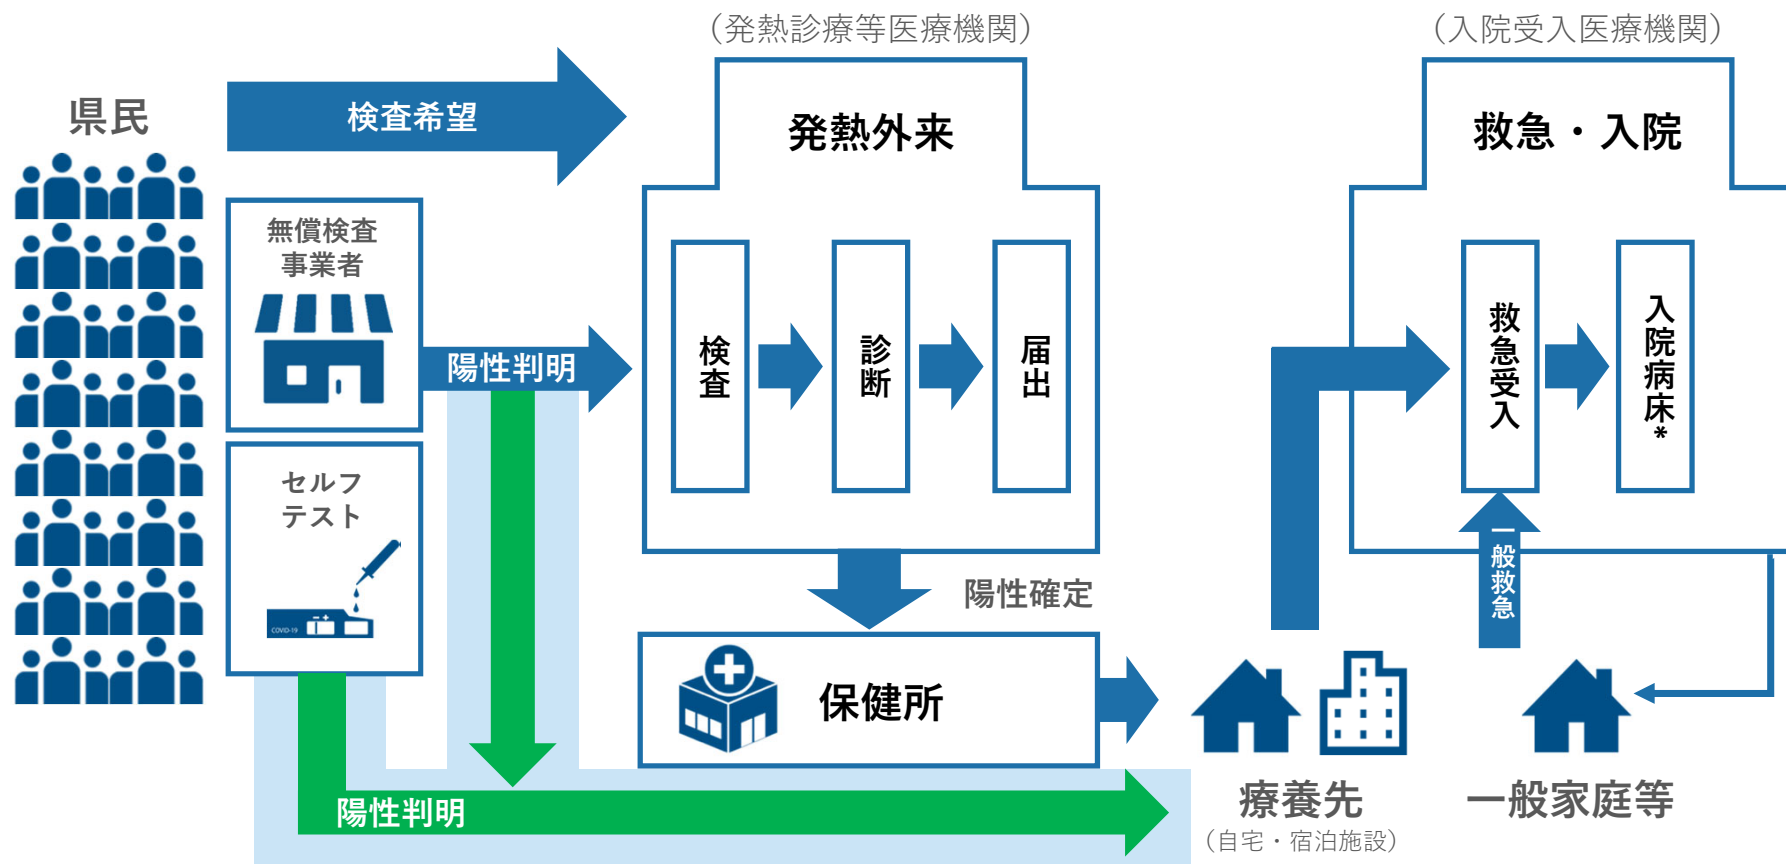 （発熱診療等医療機関）
（入院受入医療機関）
県民
検査希望
発熱外来
救急・入院
無償検査
事業者
陽性判明
検査
診断
届出
救急受入
入院病床*
セルフ
テスト
COVID-19
一般救急
陽性確定
保健所
陽性判明
療養先
（自宅・宿泊施設）
一般家庭等